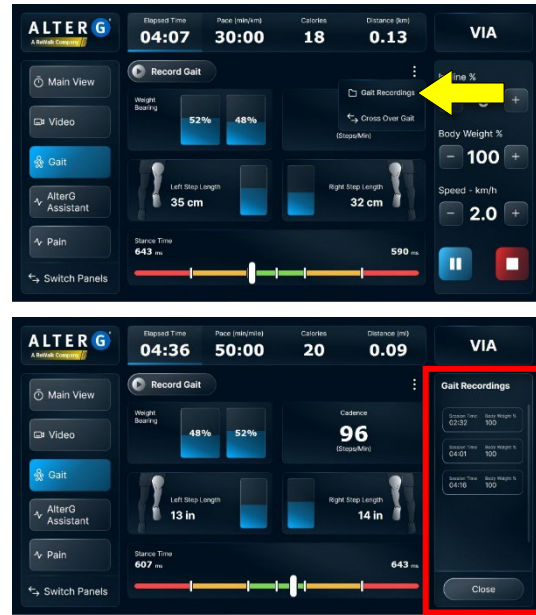 ALTER G
A ReWalk Company
Elapsed Time
04:07
Pace (min/km)
30:00
Calories
18
Distance (km)
0.13
VIA
Main View
Video
Gait
AlterG
Assistant
Pain
Switch Panels
Record Gait
Gait Recordings
Cross Over Gait
Weight
Bearing
52%
48%
(Steps/Min)
Left Step Length
35 cm
Right Step Length
32 cm
Stance Time
643 ms
590 ms
%
+
Body Weight %
- 100 +
Speed - km/h
- 2.0 +
ALTER G
A ReWalk Company
Elapsed Time
04:36
Pace (min/mile)
50:00
Calories
20
Distance (mi)
0.09
VIA
Main View
Video
Gait
AlterG
Assistant
Pain
Switch Panels
Record Gait
Weight
Bearing
48%
52%
Cadence
96
(Steps/Min)
Left Step Length
13 in
Right Step Length
14 in
Stance Time
607 ms
643 ms
Gait Recordings
Session Time Body Weight %
02:32 100
Session Time Body Weight %
04:01 100
Session Time Body Weight %
04:16 100
Close